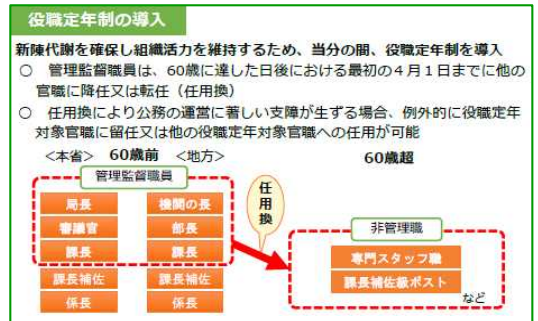 役職定年制の導入
新陳代謝を確保し組織活力を維持するため、当分の間、役職定年制を導入
○ 管理監督職員は、60歳に達した日後における最初の4月1日までに他の
官職に降任又は転任（任用換）
○ 任用換により公務の運営に著しい支障が生ずる場合、例外的に役職定年
対象官職に留任又は他の役職定年対象官職への任用が可能
<本省> 60歳前 <地方>
60歳超
管理監督職員
局長 機関の長
審議官 部長
課長 課長
課長補佐 課長補佐
係長 係長
任用換
非管理職
専門スタッフ職
課長補佐級ポスト
など